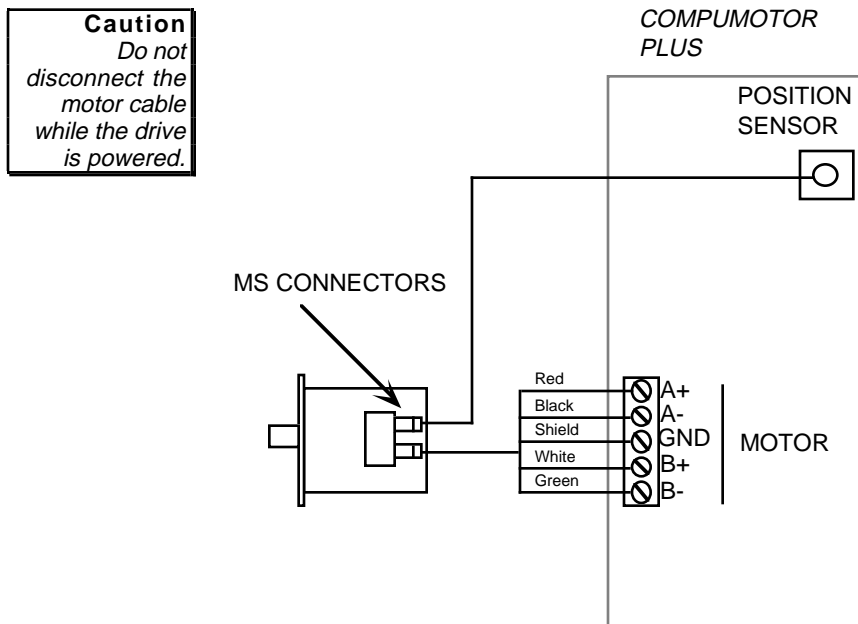 Caution
Do not
disconnect the
motor cable
while the drive
is powered.
COMPUMOTOR
PLUS
POSITION
SENSOR
MS CONNECTORS
Red
Black
Shield
White
Green
A+
A-
GND
B+
B-
MOTOR